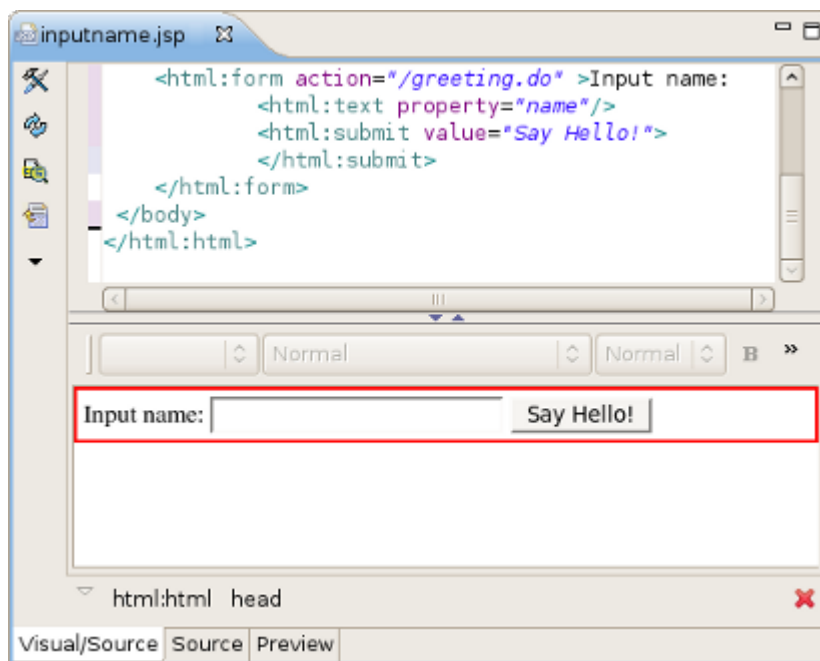 inputname.jsp
<html:form action="/greeting.do" >Input name:
<html:text property="name"/>
<html:submit value="Say Hello!">
</html:submit>
</html:form>
</body>
</html:html>
Normal Normal B »
Input name: Say Hello!
html:html head
Visual/Source Source Preview